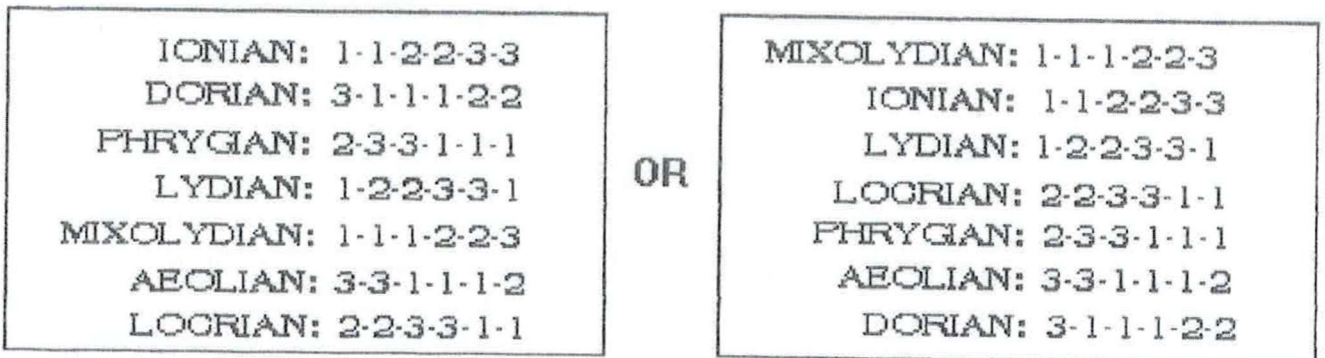 IONIAN: 1-1-2-2-3-3
DORIAN: 3-1-1-1-2-2
PHRYGIAN: 2-3-3-1-1-1
LYDIAN: 1-2-2-3-3-1
MIXOLYDIAN: 1-1-1-2-2-3
AEOLIAN: 3-3-1-1-1-2
LOCRIAN: 2-2-3-3-1-1
OR
MIXOLYDIAN: 1-1-1-2-2-3
IONIAN: 1-1-2-2-3-3
LYDIAN: 1-2-2-3-3-1
LOCRIAN: 2-2-3-3-1-1
PHRYGIAN: 2-3-3-1-1-1
AEOLIAN: 3-3-1-1-1-2
DORIAN: 3-1-1-1-2-2